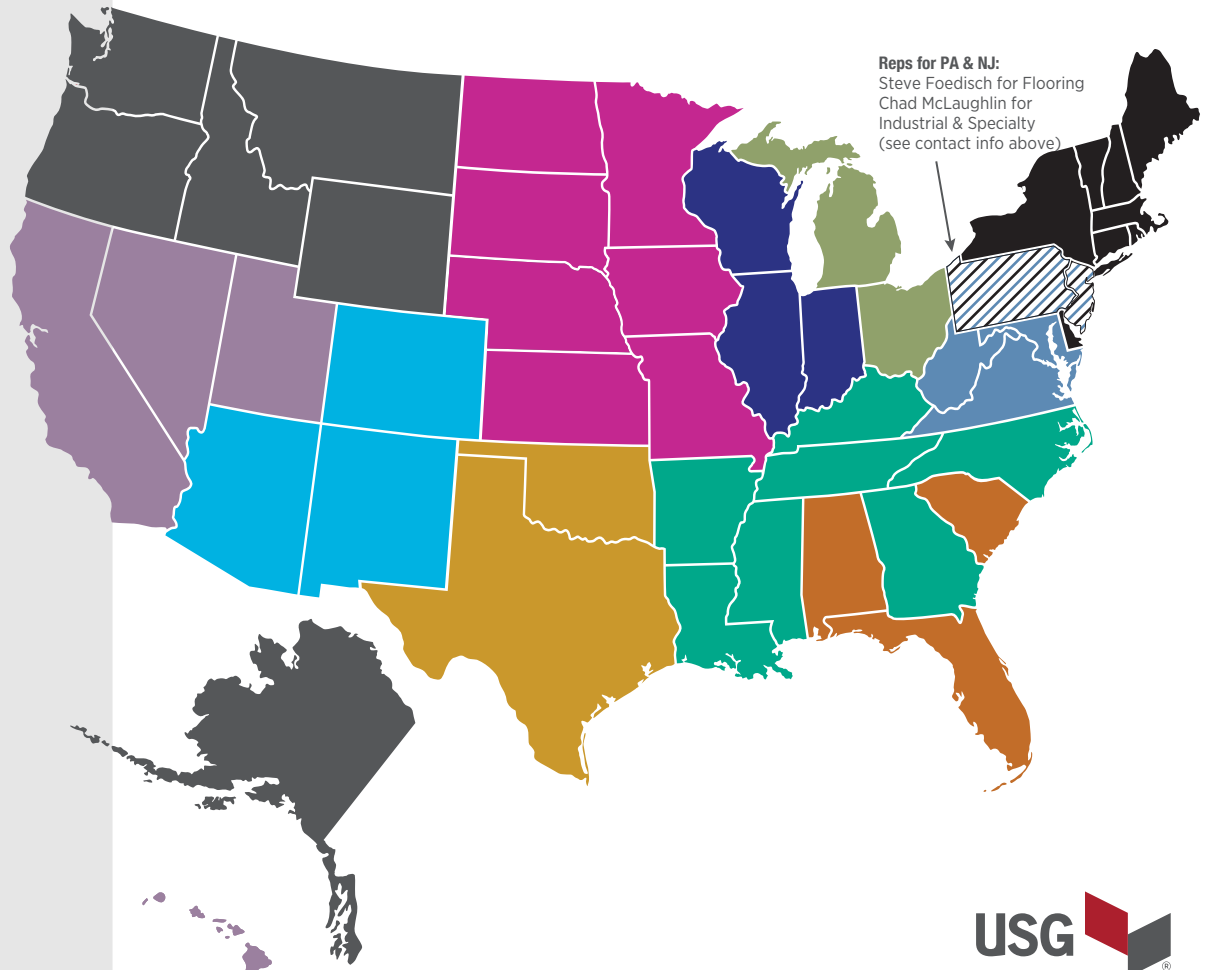 Reps for PA & NJ:
Steve Foedisch for Flooring
Chad McLaughlin for
Industrial & Specialty
(see contact info above)
USG
®